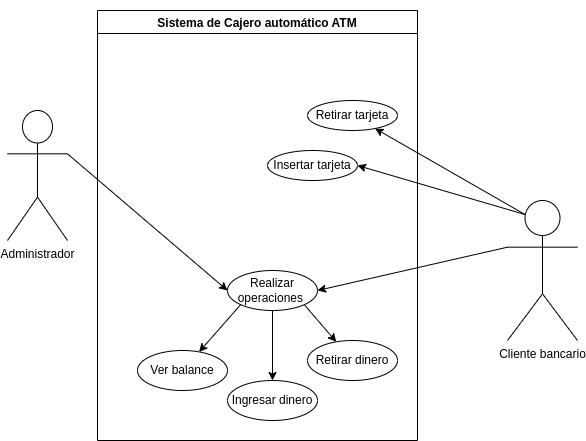 Sistema de Cajero automático ATM
Retirar tarjeta
Insertar tarjeta
Administrador
Realizar
operaciones
Cliente bancario
Ver balance
Retirar dinero
Ingresar dinero